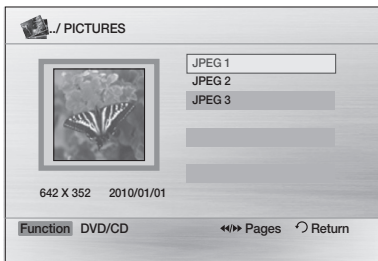 ../ PICTURES
JPEG 1
JPEG 2
JPEG 3
642 X 352 2010/01/01
Function DVD/CD Pages Return